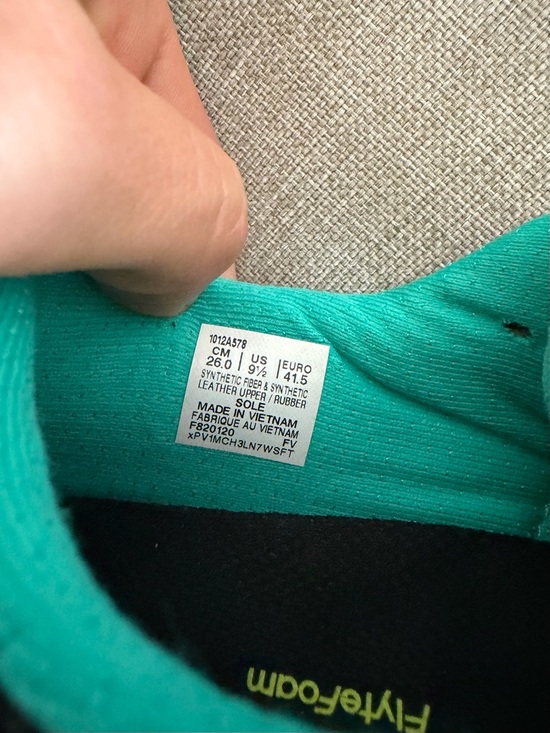 1012A578
CM | US | EURO
26.0 | 9½ | 41.5
SYNTHETIC FIBER & SYNTHETIC
LEATHER UPPER / RUBBER
SOLE
MADE IN VIETNAM
FABRIQUE AU VIETNAM
F820120 FV
xPV1MCH3LN7WSFT
FlyteFoam